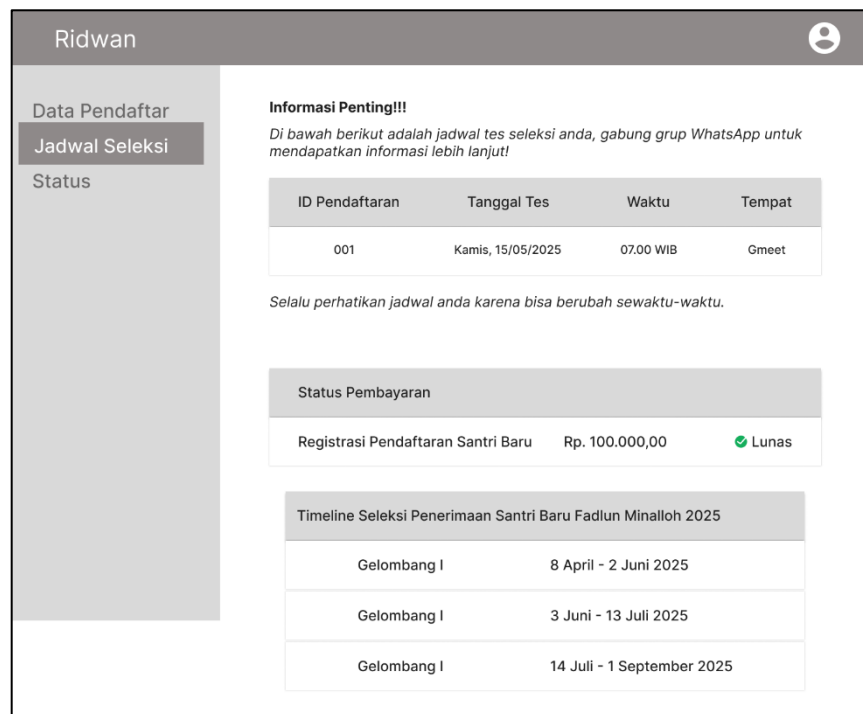 Ridwan
Data Pendaftar
Jadwal Seleksi
Status
Informasi Penting!!!
Di bawah berikut adalah jadwal tes seleksi anda, gabung grup WhatsApp untuk
mendapatkan informasi lebih lanjut!
ID Pendaftaran Tanggal Tes Waktu Tempat
001 Kamis, 15/05/2025 07.00 WIB Gmeet
Selalu perhatikan jadwal anda karena bisa berubah sewaktu-waktu.
Status Pembayaran
Registrasi Pendaftaran Santri Baru Rp. 100.000,00 Lunas
Timeline Seleksi Penerimaan Santri Baru Fadlun Minalloh 2025
Gelombang I 8 April - 2 Juni 2025
Gelombang I 3 Juni - 13 Juli 2025
Gelombang I 14 Juli - 1 September 2025